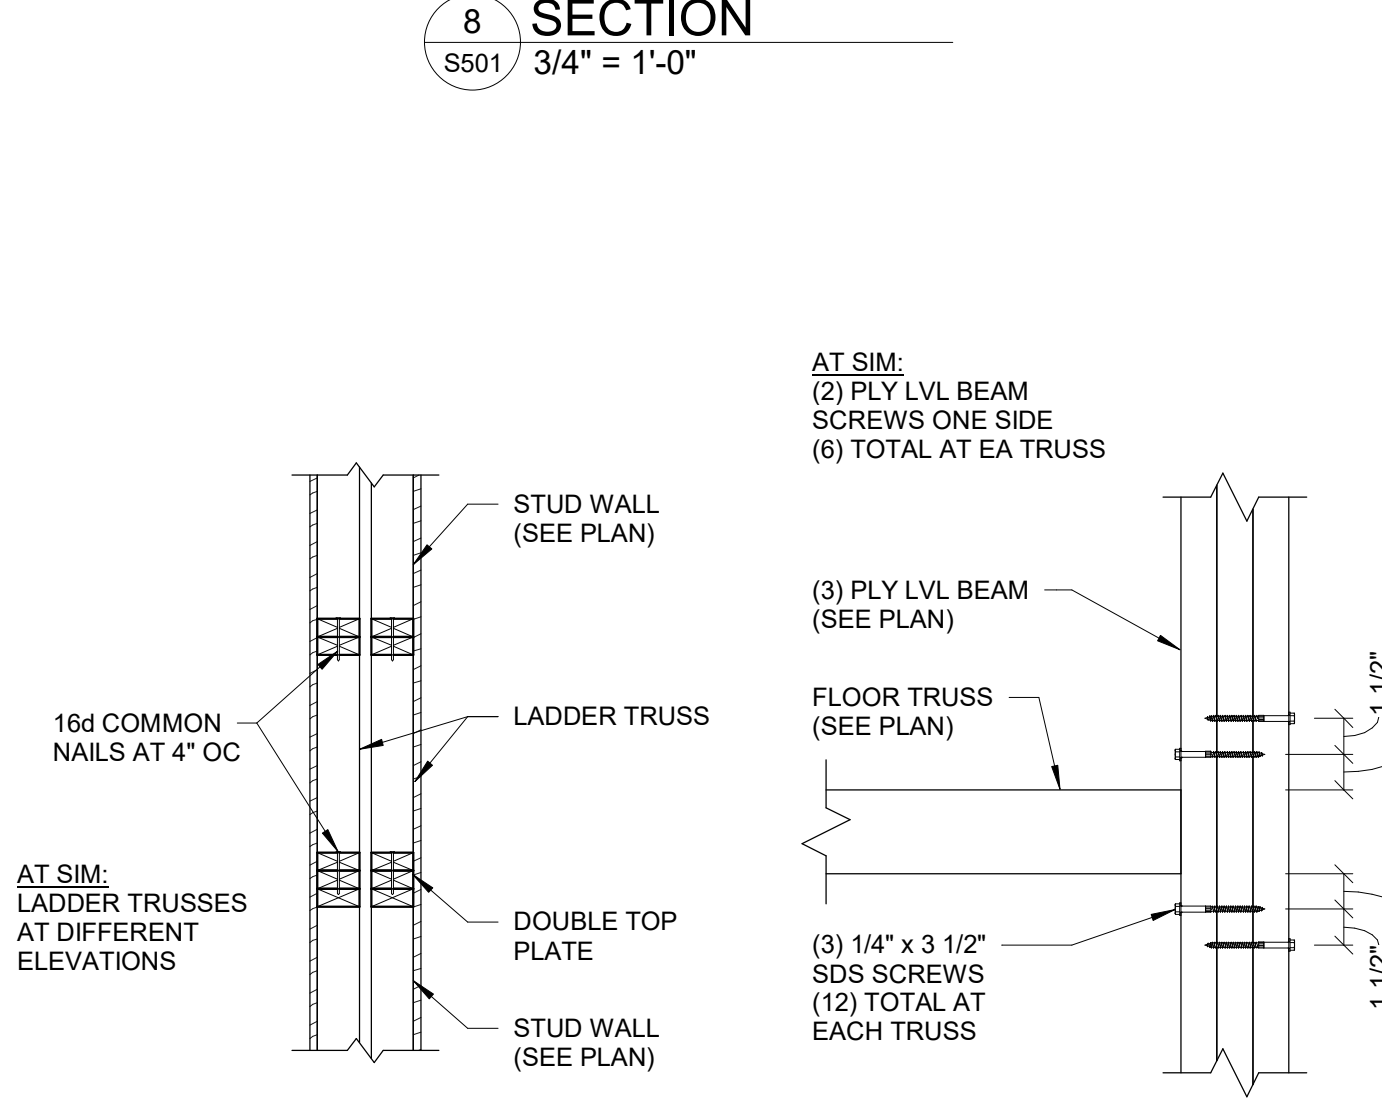 8
S501
SECTION
3/4" = 1'-0"
AT SIM:
(2) PLY LVL BEAM
SCREWS ONE SIDE
(6) TOTAL AT EA TRUSS
STUD WALL
(SEE PLAN)
16d COMMON
NAILS AT 4" OC
LADDER TRUSS
AT SIM:
LADDER TRUSSES
AT DIFFERENT
ELEVATIONS
DOUBLE TOP
PLATE
STUD WALL
(SEE PLAN)
(3) PLY LVL BEAM
(SEE PLAN)
FLOOR TRUSS
(SEE PLAN)
(3) 1/4" x 3 1/2"
SDS SCREWS
(12) TOTAL AT
EACH TRUSS
1 1/2"
1 1/2"